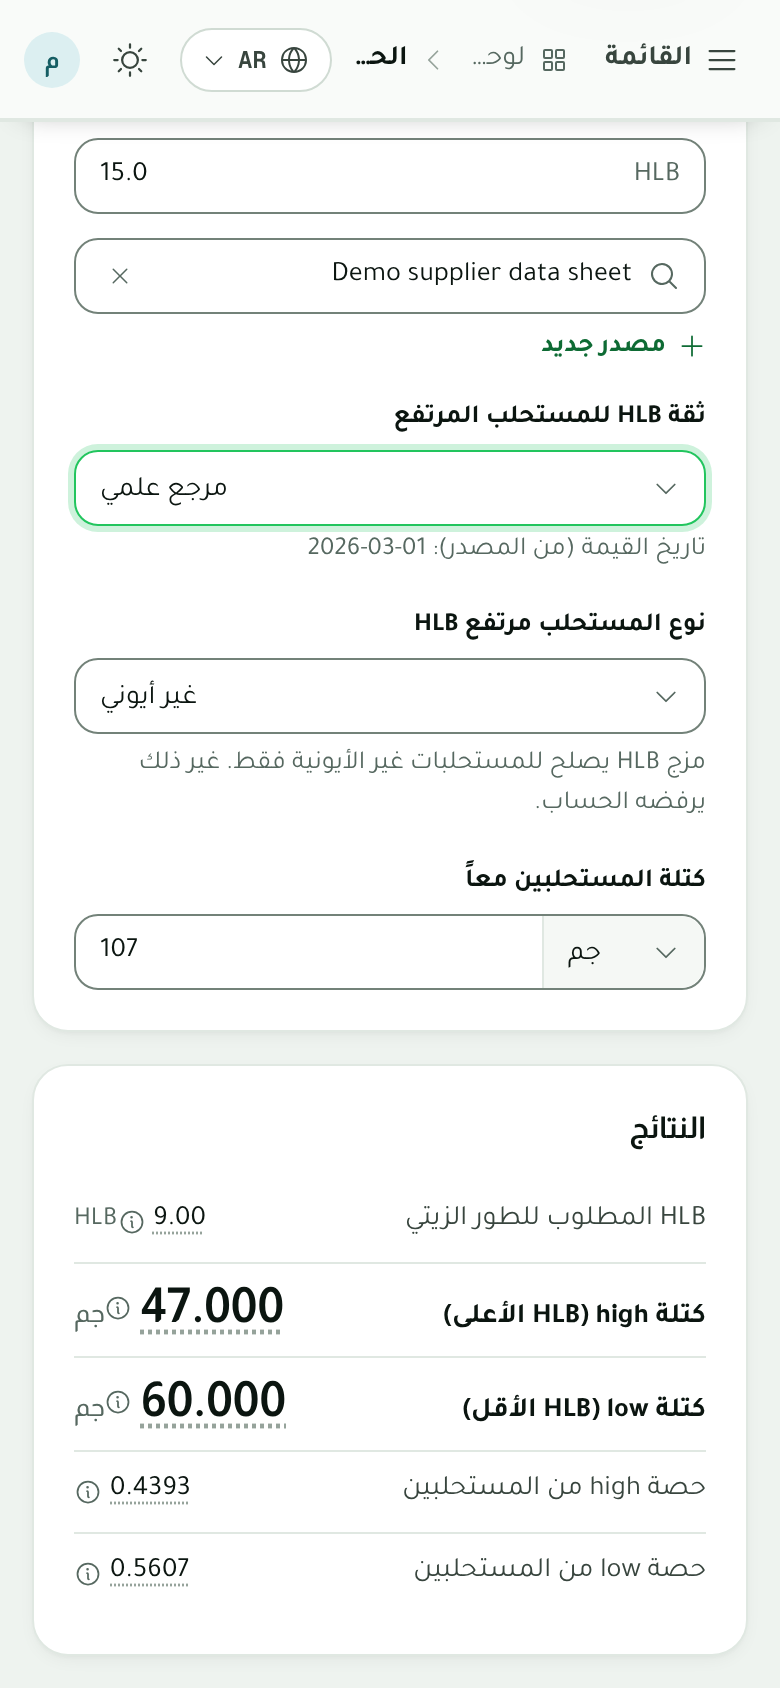 القائمة
لوحـ...
الحـ...
AR
م
HLB 15.0
Demo supplier data sheet
مصدر جديد
ثقة HLB للمستحلب المرتفع
مرجع علمي
تاريخ القيمة (من المصدر): 2026-03-01
نوع المستحلب مرتفع HLB
غير أيوني
مزج HLB يصلح للمستحلبات غير الأيونية فقط. غير ذلك
يرفضه الحساب.
كتلة المستحلبين معاً
جم 107
النتائج
HLB المطلوب للطور الزيتي 9.00 HLB
كتلة high (HLB الأعلى) 47.000 جم
كتلة low (HLB الأقل) 60.000 جم
حصة high من المستحلبين 0.4393
حصة low من المستحلبين 0.5607